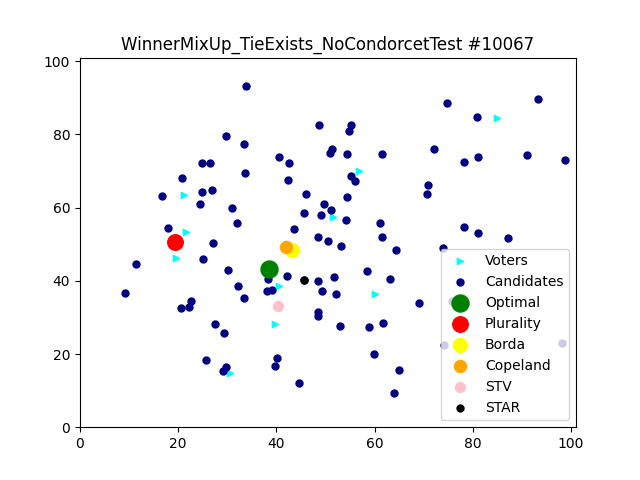 WinnerMixUp_TieExists_NoCondorcetTest #10067
100
80
60
40
20
0
0
20
40
60
80
100
Voters
Candidates
Optimal
Plurality
Borda
Copeland
STV
STAR